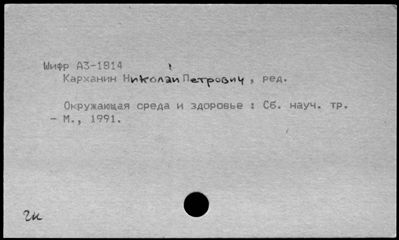 Шифр А3-1814
Карханин Николай Петрович, ред.
Окружающая среда и здоровье : Сб. науч. тр.
- М., 1991.